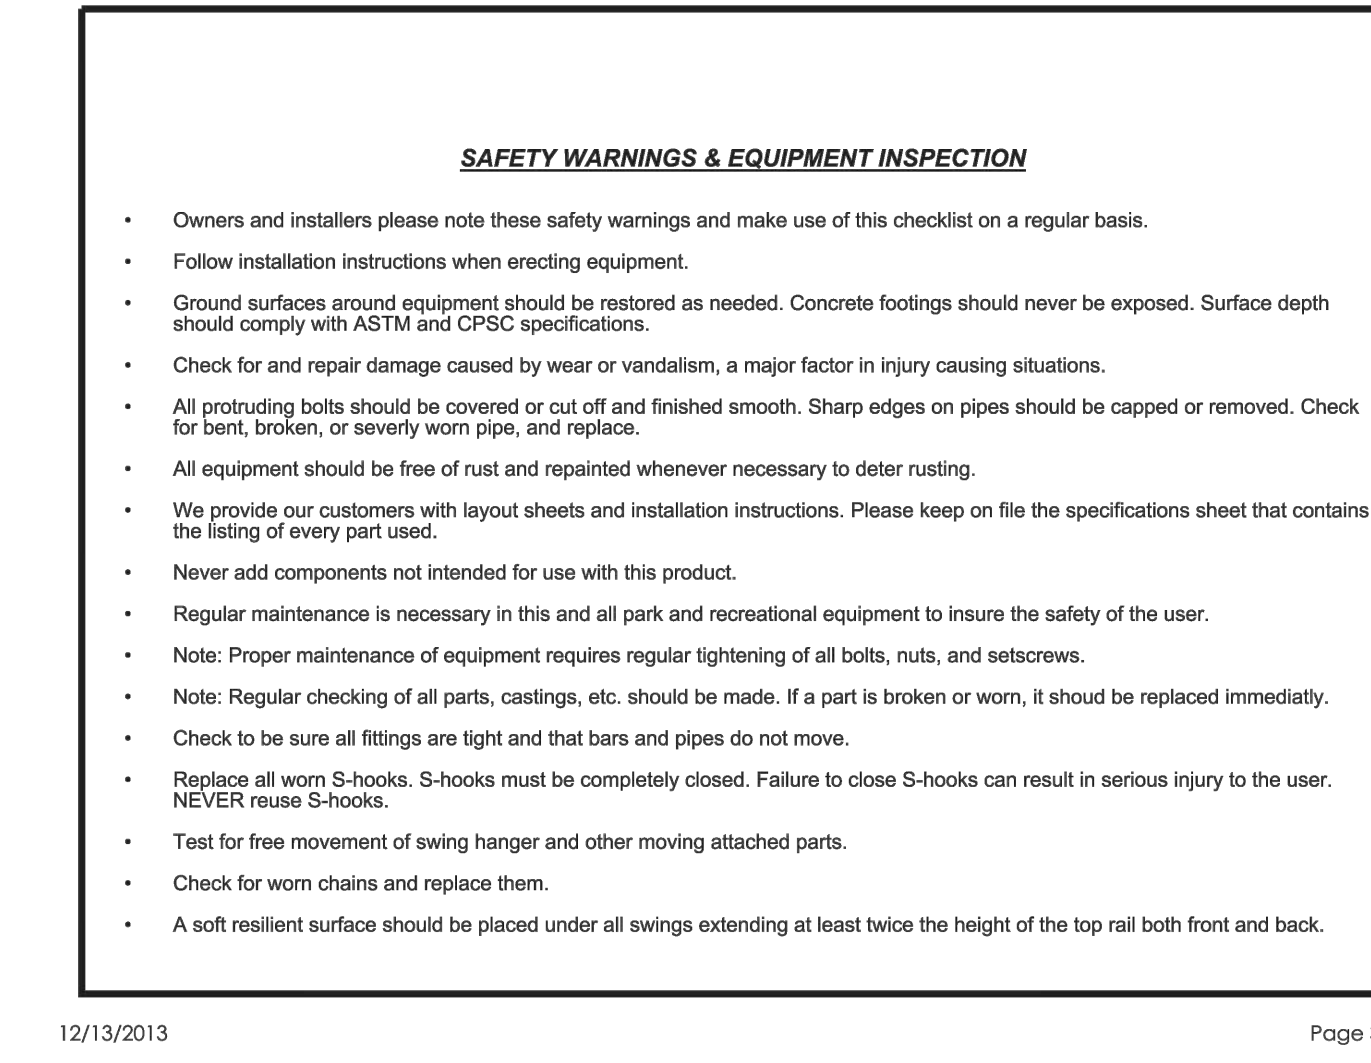 SAFETY WARNINGS & EQUIPMENT INSPECTION
• Owners and installers please note these safety warnings and make use of this checklist on a regular basis.
• Follow installation instructions when erecting equipment.
• Ground surfaces around equipment should be restored as needed. Concrete footings should never be exposed. Surface depth
should comply with ASTM and CPSC specifications.
• Check for and repair damage caused by wear or vandalism, a major factor in injury causing situations.
• All protruding bolts should be covered or cut off and finished smooth. Sharp edges on pipes should be capped or removed. Check
for bent, broken, or severly worn pipe, and replace.
• All equipment should be free of rust and repainted whenever necessary to deter rusting.
• We provide our customers with layout sheets and installation instructions. Please keep on file the specifications sheet that contains
the listing of every part used.
• Never add components not intended for use with this product.
• Regular maintenance is necessary in this and all park and recreational equipment to insure the safety of the user.
• Note: Proper maintenance of equipment requires regular tightening of all bolts, nuts, and setscrews.
• Note: Regular checking of all parts, castings, etc. should be made. If a part is broken or worn, it shoud be replaced immediatly.
• Check to be sure all fittings are tight and that bars and pipes do not move.
• Replace all worn S-hooks. S-hooks must be completely closed. Failure to close S-hooks can result in serious injury to the user.
NEVER reuse S-hooks.
• Test for free movement of swing hanger and other moving attached parts.
• Check for worn chains and replace them.
• A soft resilient surface should be placed under all swings extending at least twice the height of the top rail both front and back.
12/13/2013
Page